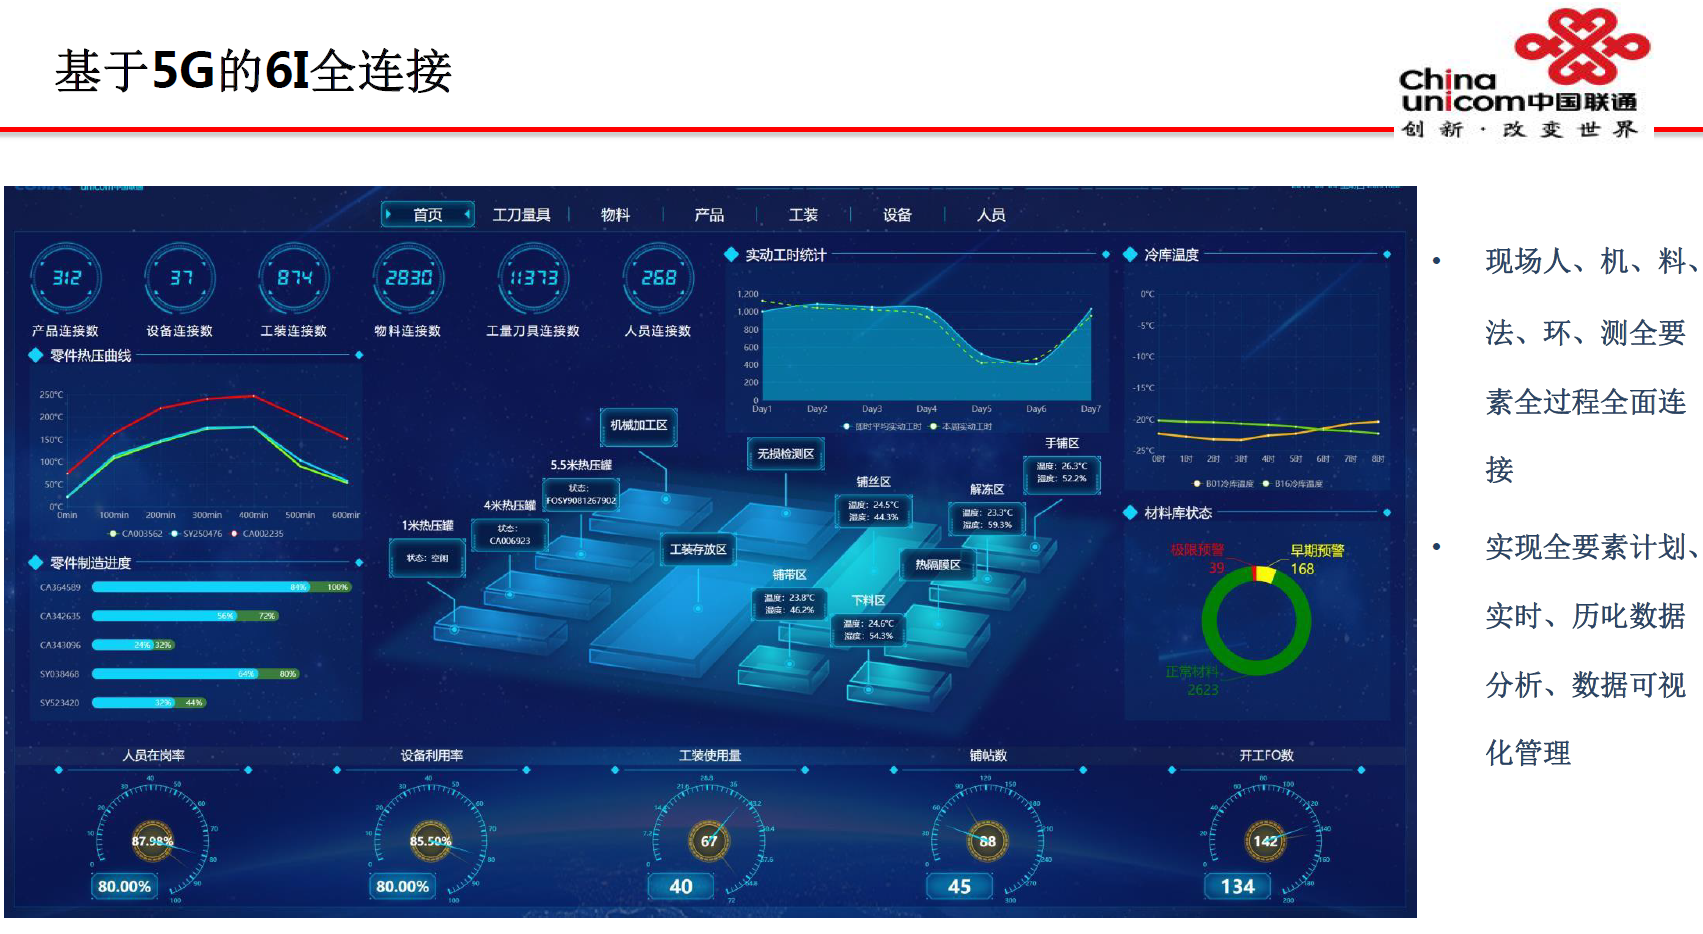 基于5G的6I全连接
China
unicom中国联通
创新·改变世界
首页 工刀量具 物料 产品 工装 设备 人员
312 37 874 2830 11373 268
产品连接数 设备连接数 工装连接数 物料连接数 工量刀具连接数 人员连接数
零件热压曲线
250°C
200°C
150°C
100°C
50°C
0°C
0min 100min 200min 300min 400min 500min 600min
CA003562 SY250476 CA002235
零件制造进度
CA364589 84% 100%
CA342635 56% 72%
CA343096 24% 32%
SY038468 64% 80%
SY523420 32% 44%
实动工时统计
1,200
1,000
800
600
400
200
0
Day1 Day2 Day3 Day4 Day5 Day6 Day7
即时平均实动工时 本周实动工时
机械加工区
无损检测区
手铺区
温度：26.3°C
湿度：52.2%
5.5米热压罐
状态：
FOSY9081267902
铺丝区
温度：24.5°C
湿度：44.3%
解冻区
温度：23.3°C
湿度：59.3%
4米热压罐
状态：
CA006923
1米热压罐
状态：空闲
工装存放区
热隔膜区
铺带区
温度：23.8°C
湿度：46.2%
下料区
温度：24.6°C
湿度：54.3%
冷库温度
0°C
-5°C
-10°C
-15°C
-20°C
-25°C
0时 1时 2时 3时 4时 5时 6时 7时 8时
B01冷库温度 B16冷库温度
材料库状态
极限预警
39
早期预警
168
正常材料
2623
人员在岗率 设备利用率 工装使用量 铺帖数 开工FO数
87.98% 85.50% 67 88 142
80.00% 80.00% 40 45 134
• 现场人、机、料、
法、环、测全要
素全过程全面连
接
• 实现全要素计划、
实时、历叱数据
分析、数据可视
化管理